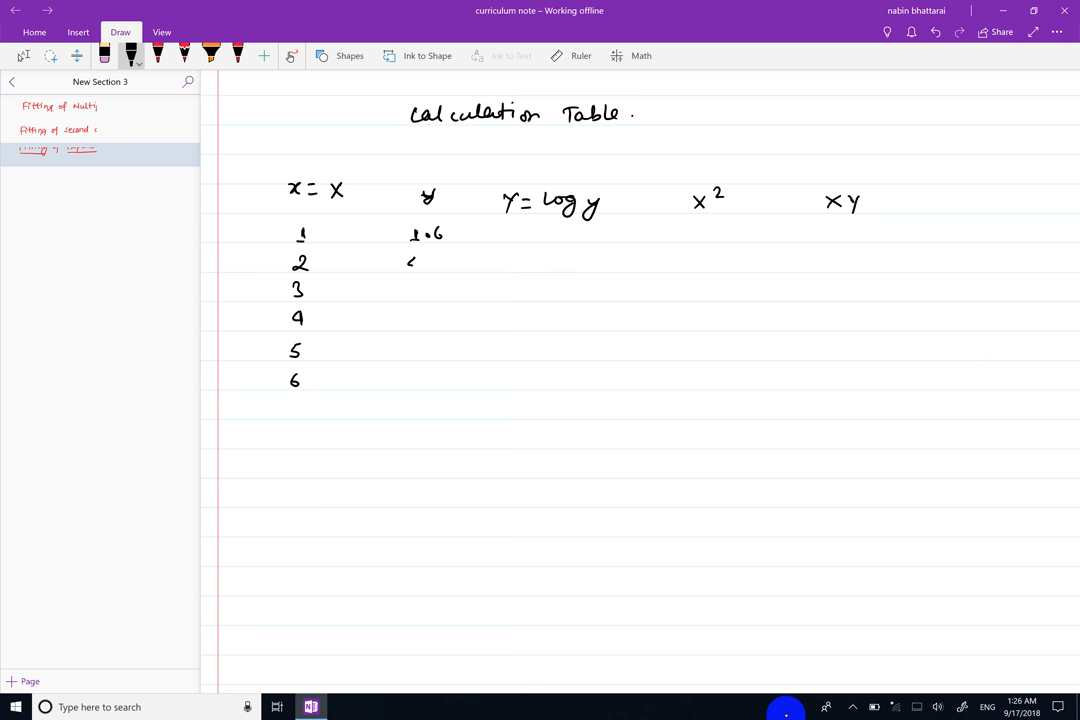 curriculum note – Working offline
nabin bhattarai
Home Insert Draw View
Share
Shapes Ink to Shape Ink to Text Ruler Math
New Section 3
Fitting of Multip
Fitting of second
Calculation Table.
x = X y Y = log y X² XY
1 1.6
2
3
4
5
6
Page
Type here to search
ENG
1:26 AM
9/17/2018